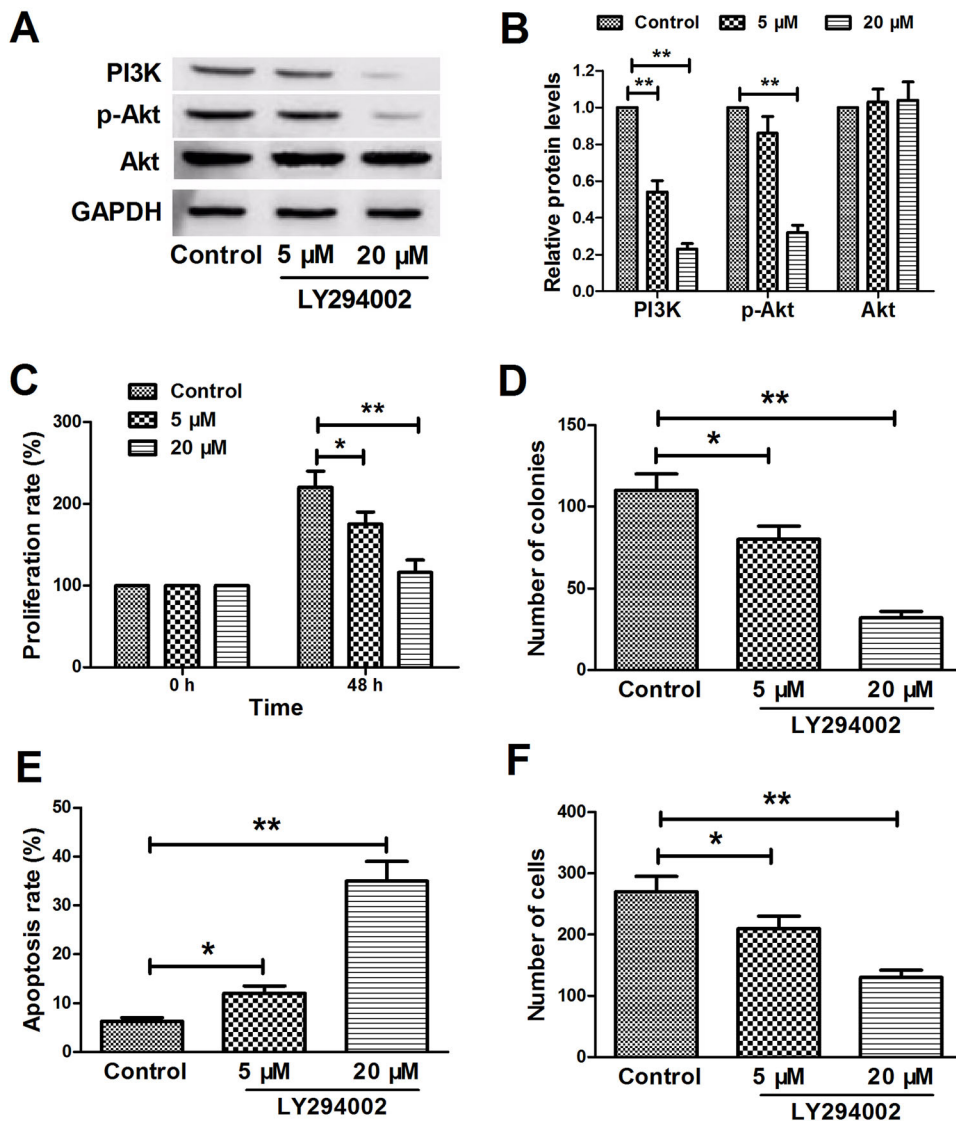 A
PI3K
p-Akt
Akt
GAPDH
Control 5 μM 20 μM
LY294002
B
Control 5 μM 20 μM
Relative protein levels
1.2
1.0
0.8
0.6
0.4
0.2
0.0
** ** **
PI3K p-Akt Akt
C
Control
5 μM
20 μM
Proliferation rate (%)
300
200
100
0
* **
0 h 48 h
Time
D
Number of colonies
150
100
50
0
* **
Control 5 μM 20 μM
LY294002
E
Apoptosis rate (%)
50
40
30
20
10
0
* **
Control 5 μM 20 μM
LY294002
F
Number of cells
400
300
200
100
0
* **
Control 5 μM 20 μM
LY294002